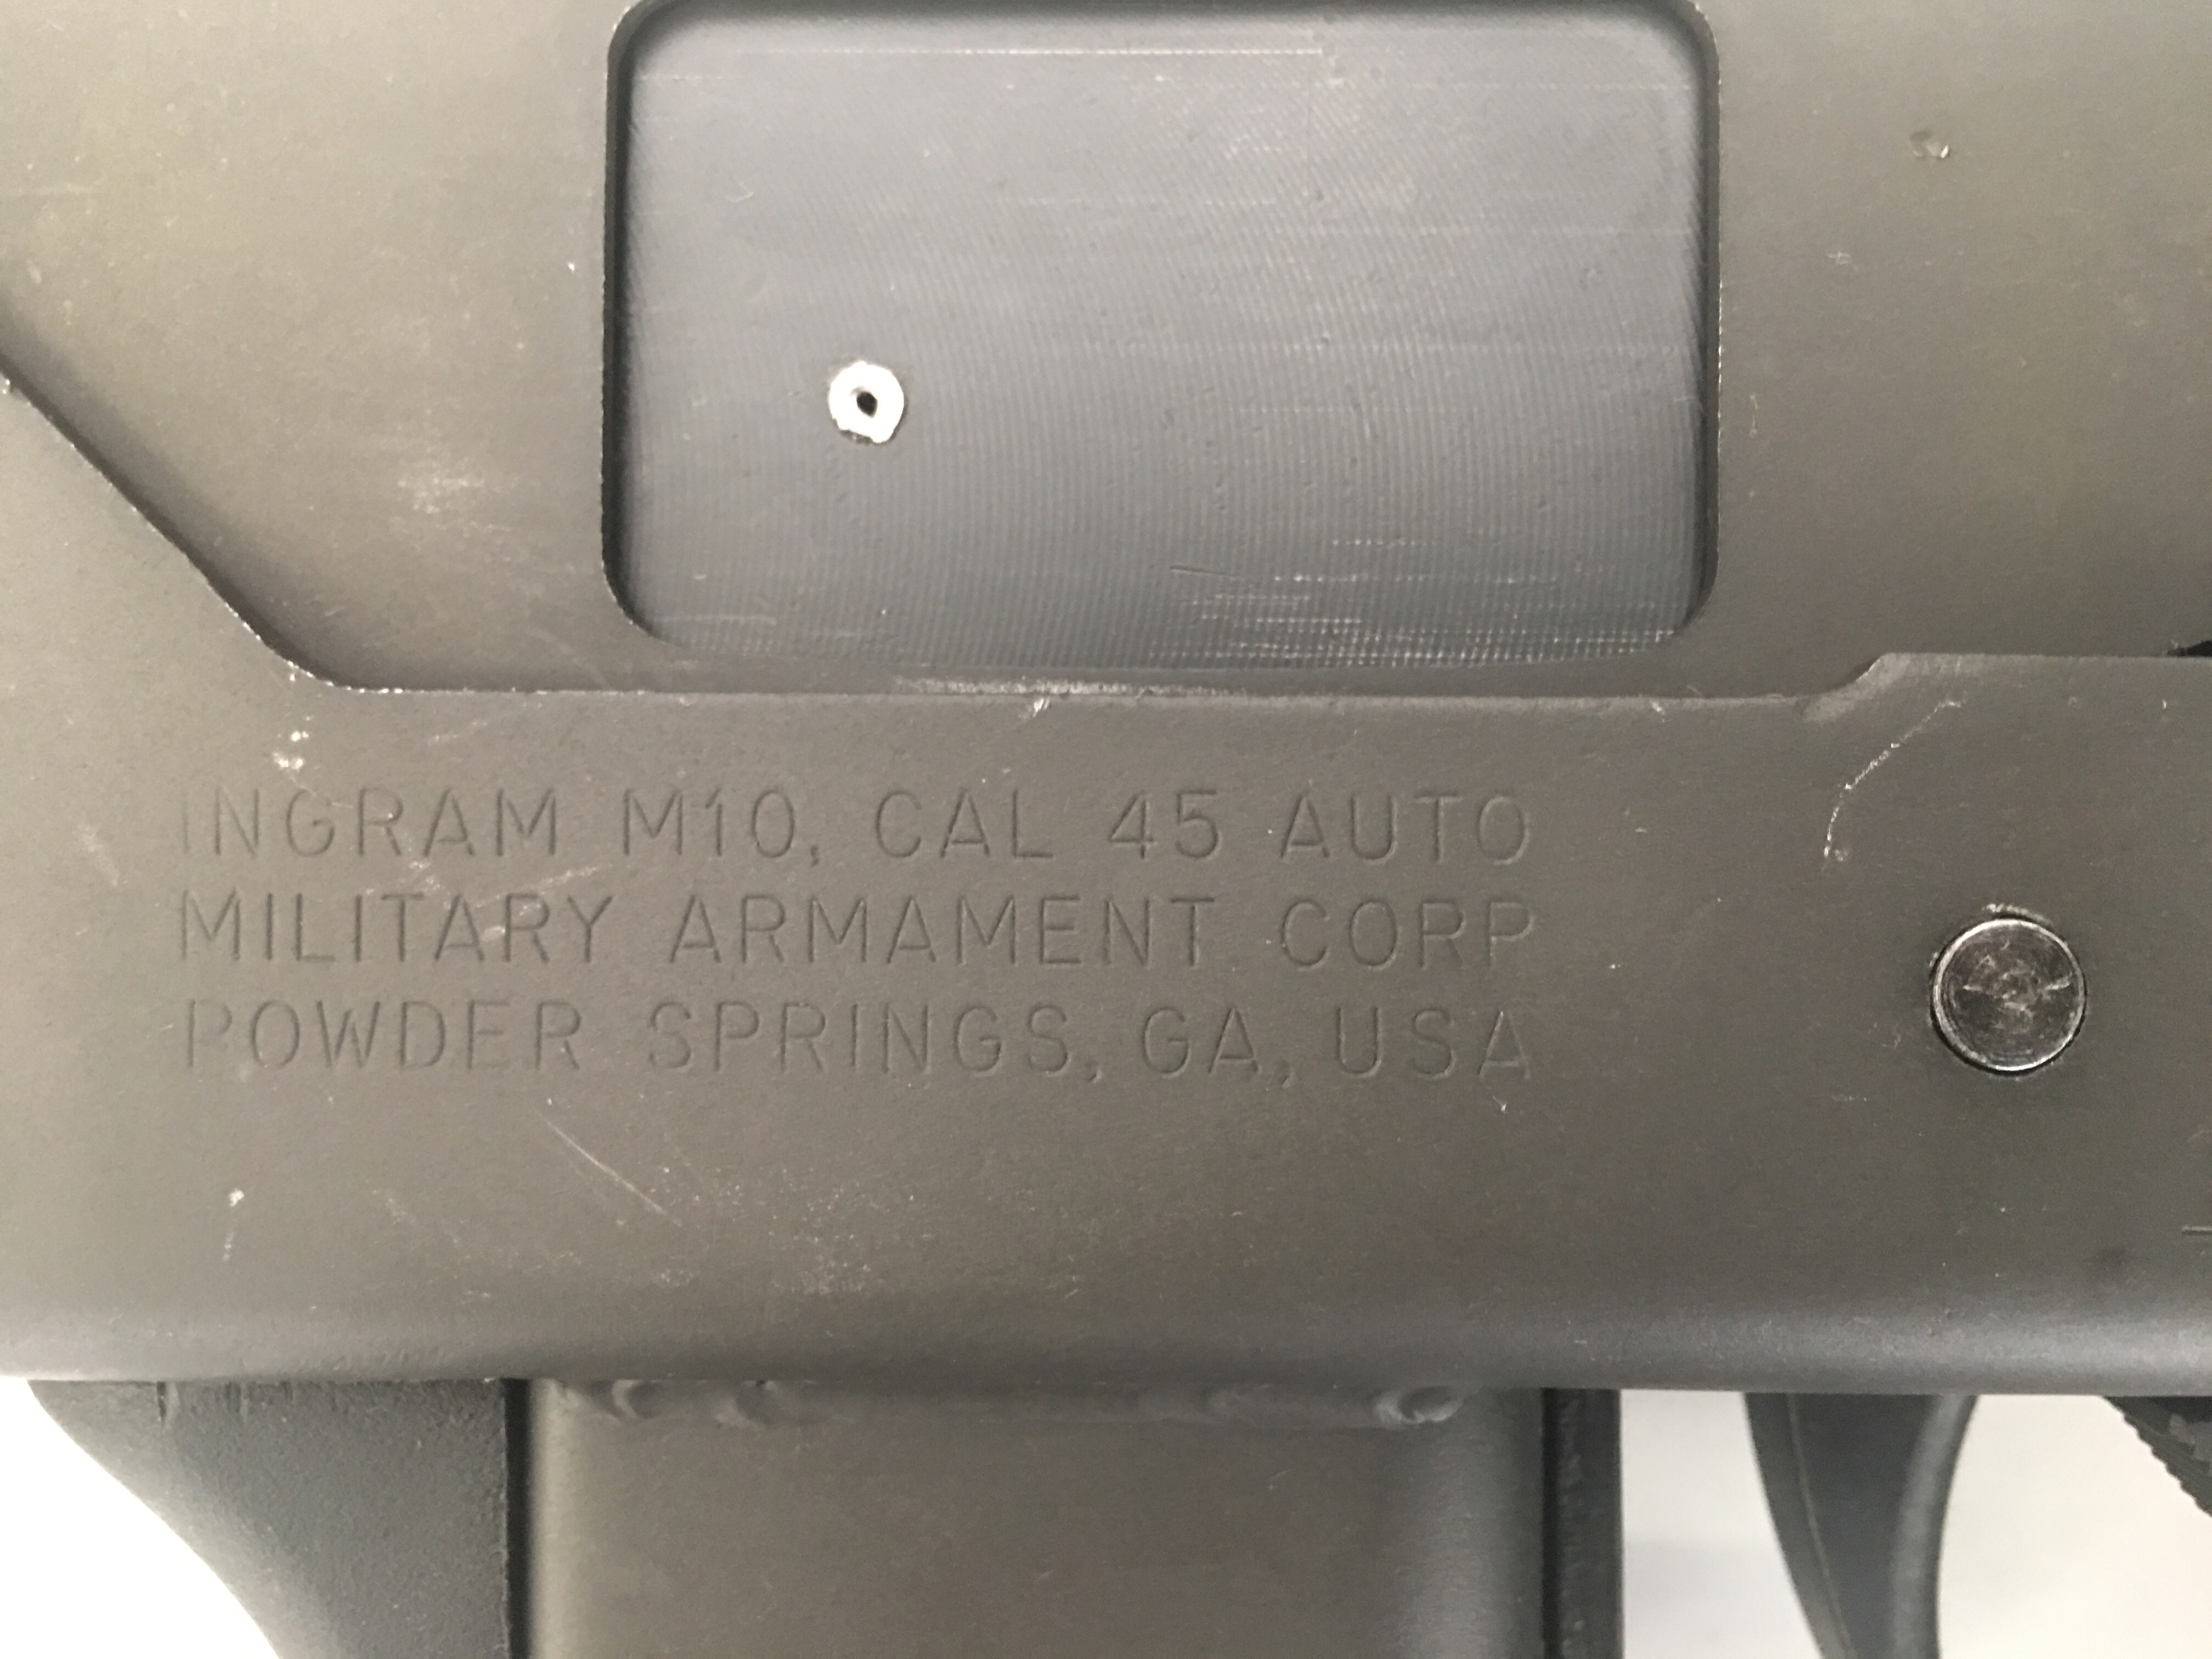 INGRAM M10, CAL 45 AUTO
MILITARY ARMAMENT CORP
POWDER SPRINGS, GA, USA